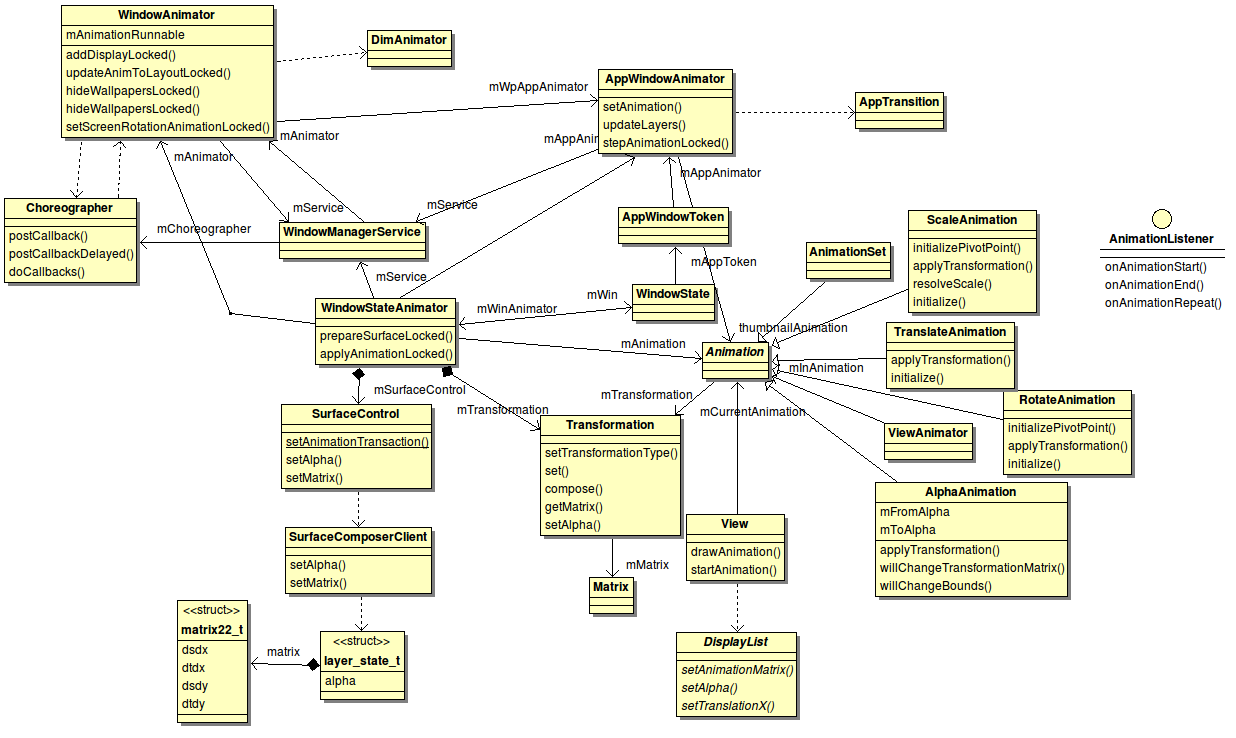 WindowAnimator
mAnimationRunnable
addDisplayLocked()
updateAnimToLayoutLocked()
hideWallpapersLocked()
hideWallpapersLocked()
setScreenRotationAnimationLocked()
DimAnimator
mWpAppAnimator
AppWindowAnimator
setAnimation()
updateLayers()
stepAnimationLocked()
AppTransition
mAnimator
mAppAni
mAnimator
mAppAnimator
Choreographer
postCallback()
postCallbackDelayed()
doCallbacks()
mChoreographer
mService
mService
WindowManagerService
AppWindowToken
ScaleAnimation
initializePivotPoint()
applyTransformation()
resolveScale()
initialize()
AnimationListener
onAnimationStart()
onAnimationEnd()
onAnimationRepeat()
AnimationSet
mAppToken
mService
WindowStateAnimator
prepareSurfaceLocked()
applyAnimationLocked()
mWinAnimator
mWin
WindowState
thumbnailAnimation
TranslateAnimation
applyTransformation()
initialize()
mAnimation
Animation
mInAnimation
mSurfaceControl
mTransformation
mTransformation
mCurrentAnimation
RotateAnimation
initializePivotPoint()
applyTransformation()
initialize()
SurfaceControl
setAnimationTransaction()
setAlpha()
setMatrix()
Transformation
setTransformationType()
set()
compose()
getMatrix()
setAlpha()
ViewAnimator
AlphaAnimation
mFromAlpha
mToAlpha
applyTransformation()
willChangeTransformationMatrix()
willChangeBounds()
View
drawAnimation()
startAnimation()
SurfaceComposerClient
setAlpha()
setMatrix()
mMatrix
Matrix
<<struct>>
matrix22_t
dsdx
dtdx
dsdy
dtdy
matrix
<<struct>>
layer_state_t
alpha
DisplayList
setAnimationMatrix()
setAlpha()
setTranslationX()